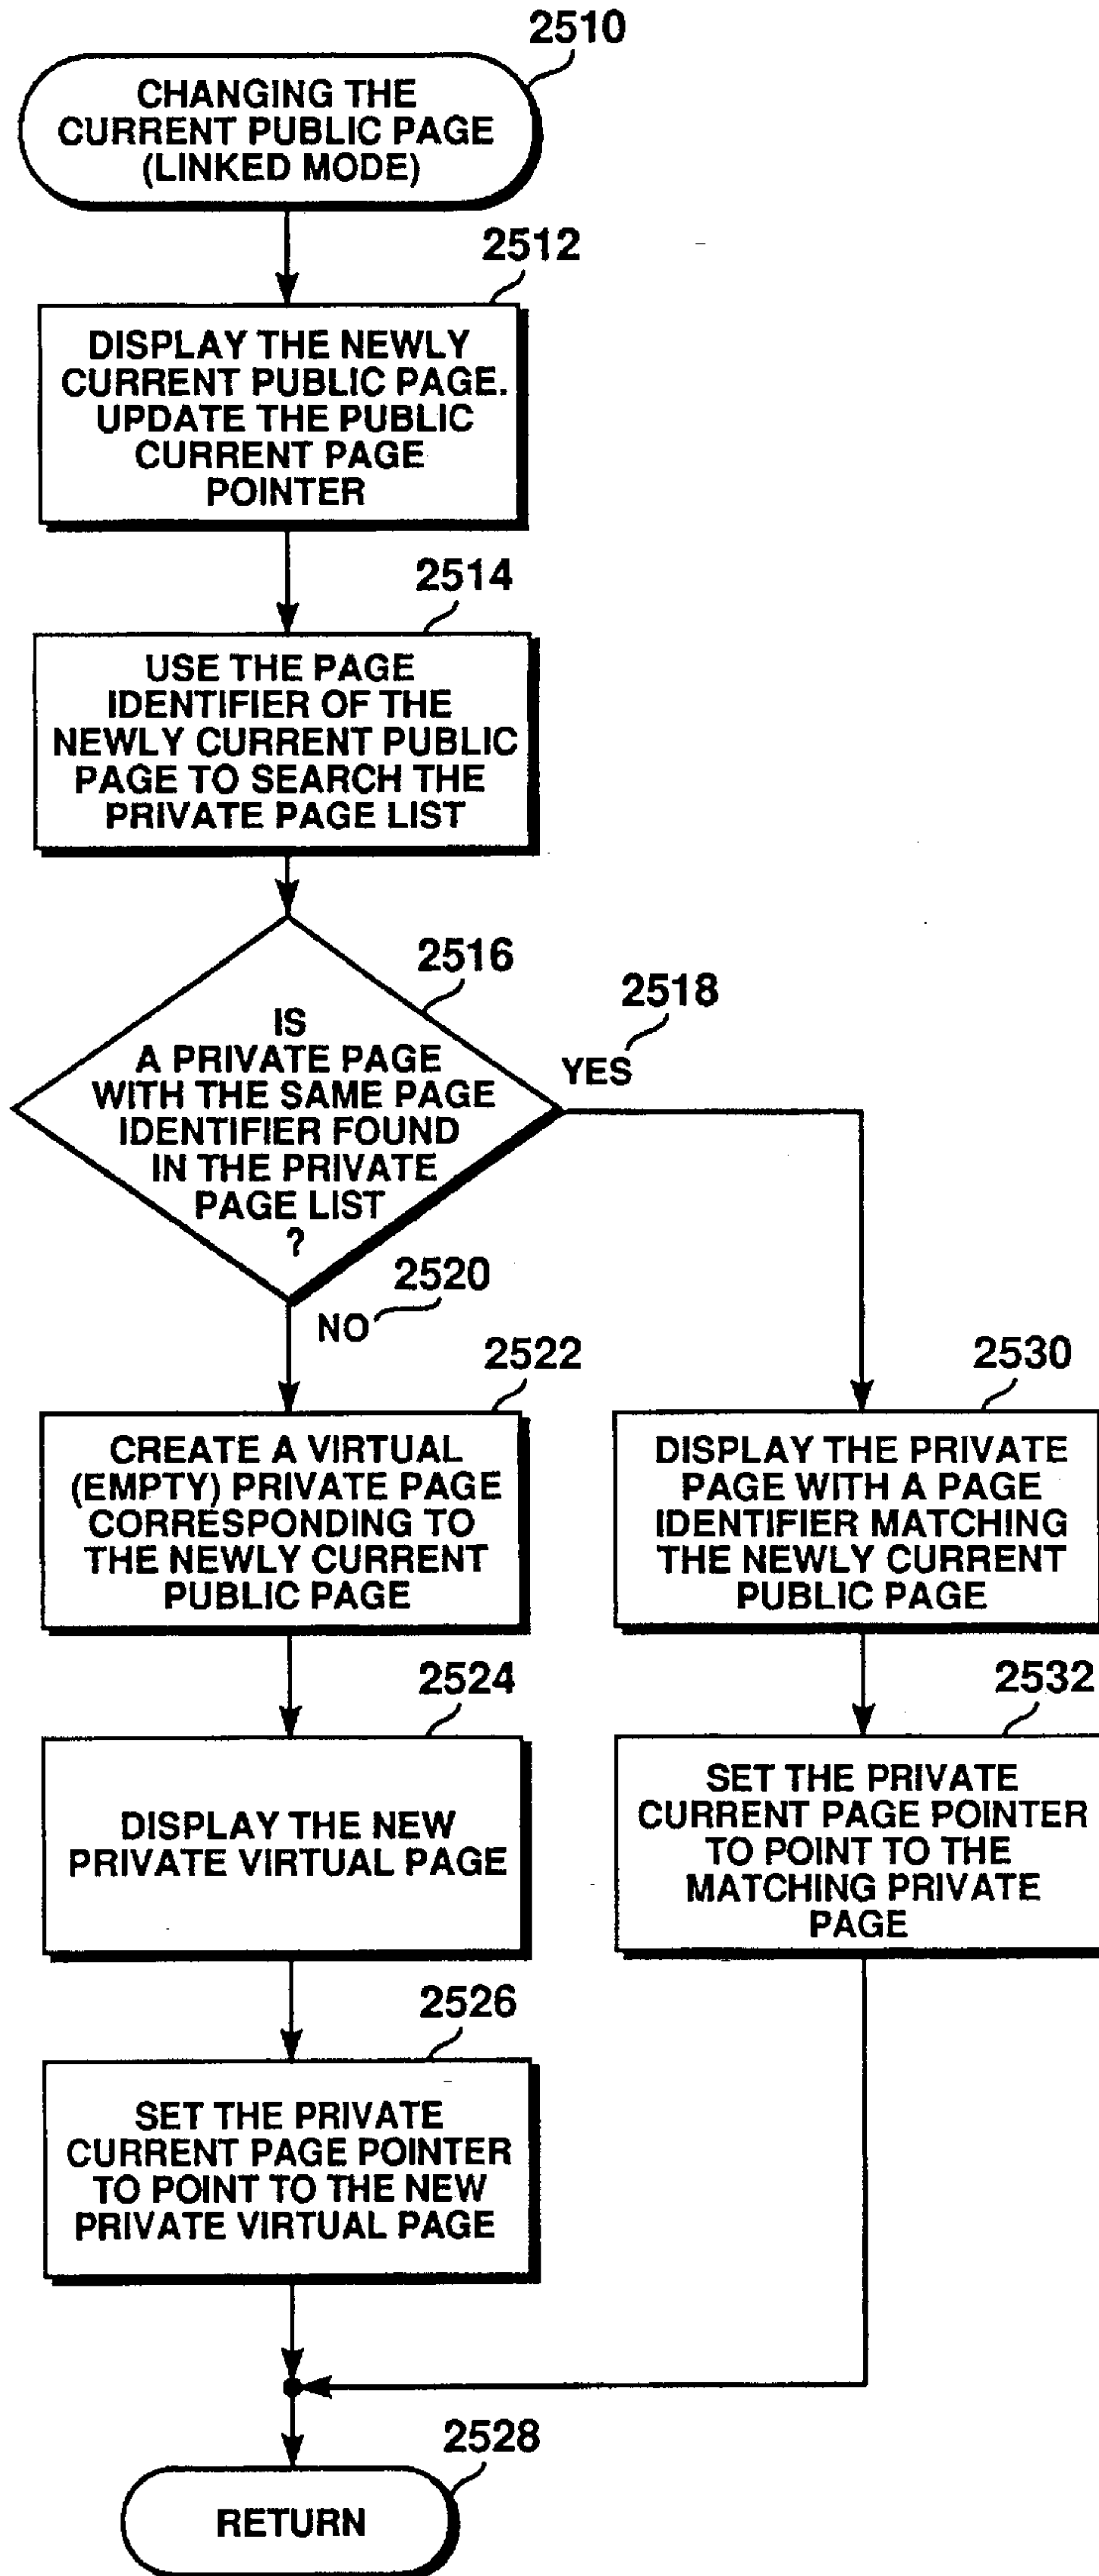 2510
CHANGING THE
CURRENT PUBLIC PAGE
(LINKED MODE)
2512
DISPLAY THE NEWLY
CURRENT PUBLIC PAGE.
UPDATE THE PUBLIC
CURRENT PAGE
POINTER
2514
USE THE PAGE
IDENTIFIER OF THE
NEWLY CURRENT PUBLIC
PAGE TO SEARCH THE
PRIVATE PAGE LIST
2516
IS
A PRIVATE PAGE
WITH THE SAME PAGE
IDENTIFIER FOUND
IN THE PRIVATE
PAGE LIST
?
2518
YES
2520
NO
2522
CREATE A VIRTUAL
(EMPTY) PRIVATE PAGE
CORRESPONDING TO
THE NEWLY CURRENT
PUBLIC PAGE
2530
DISPLAY THE PRIVATE
PAGE WITH A PAGE
IDENTIFIER MATCHING
THE NEWLY CURRENT
PUBLIC PAGE
2524
DISPLAY THE NEW
PRIVATE VIRTUAL PAGE
2532
SET THE PRIVATE
CURRENT PAGE POINTER
TO POINT TO THE
MATCHING PRIVATE
PAGE
2526
SET THE PRIVATE
CURRENT PAGE POINTER
TO POINT TO THE NEW
PRIVATE VIRTUAL PAGE
2528
RETURN